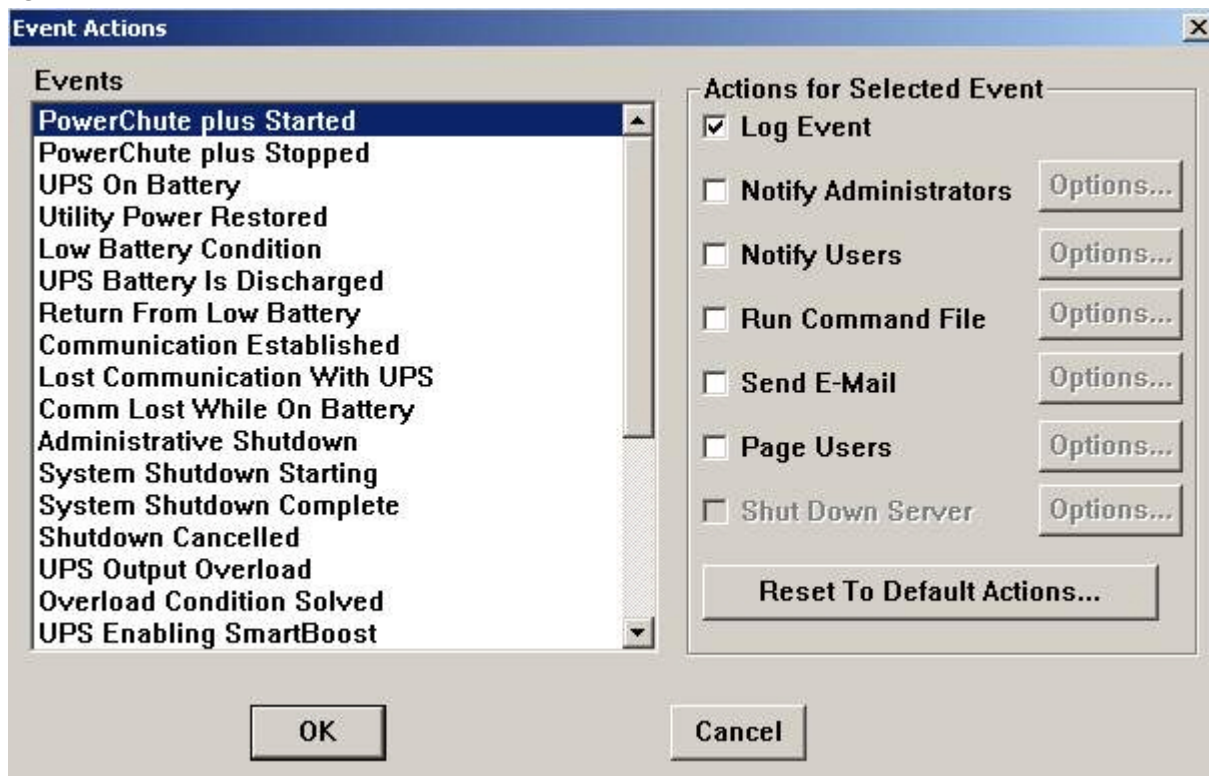 Event Actions
Events
PowerChute plus Started
PowerChute plus Stopped
UPS On Battery
Utility Power Restored
Low Battery Condition
UPS Battery Is Discharged
Return From Low Battery
Communication Established
Lost Communication With UPS
Comm Lost While On Battery
Administrative Shutdown
System Shutdown Starting
System Shutdown Complete
Shutdown Cancelled
UPS Output Overload
Overload Condition Solved
UPS Enabling SmartBoost
Actions for Selected Event
Log Event
Notify Administrators Options...
Notify Users Options...
Run Command File Options...
Send E-Mail Options...
Page Users Options...
Shut Down Server Options...
Reset To Default Actions...
OK Cancel